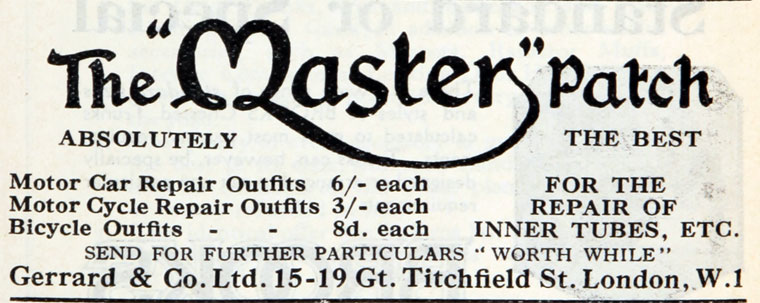 The "Master" Patch
ABSOLUTELY THE BEST
Motor Car Repair Outfits 6/- each
Motor Cycle Repair Outfits 3/- each
Bicycle Outfits - - 8d. each
FOR THE
REPAIR OF
INNER TUBES, ETC.
SEND FOR FURTHER PARTICULARS "WORTH WHILE"
Gerrard & Co. Ltd. 15-19 Gt. Titchfield St. London, W.1